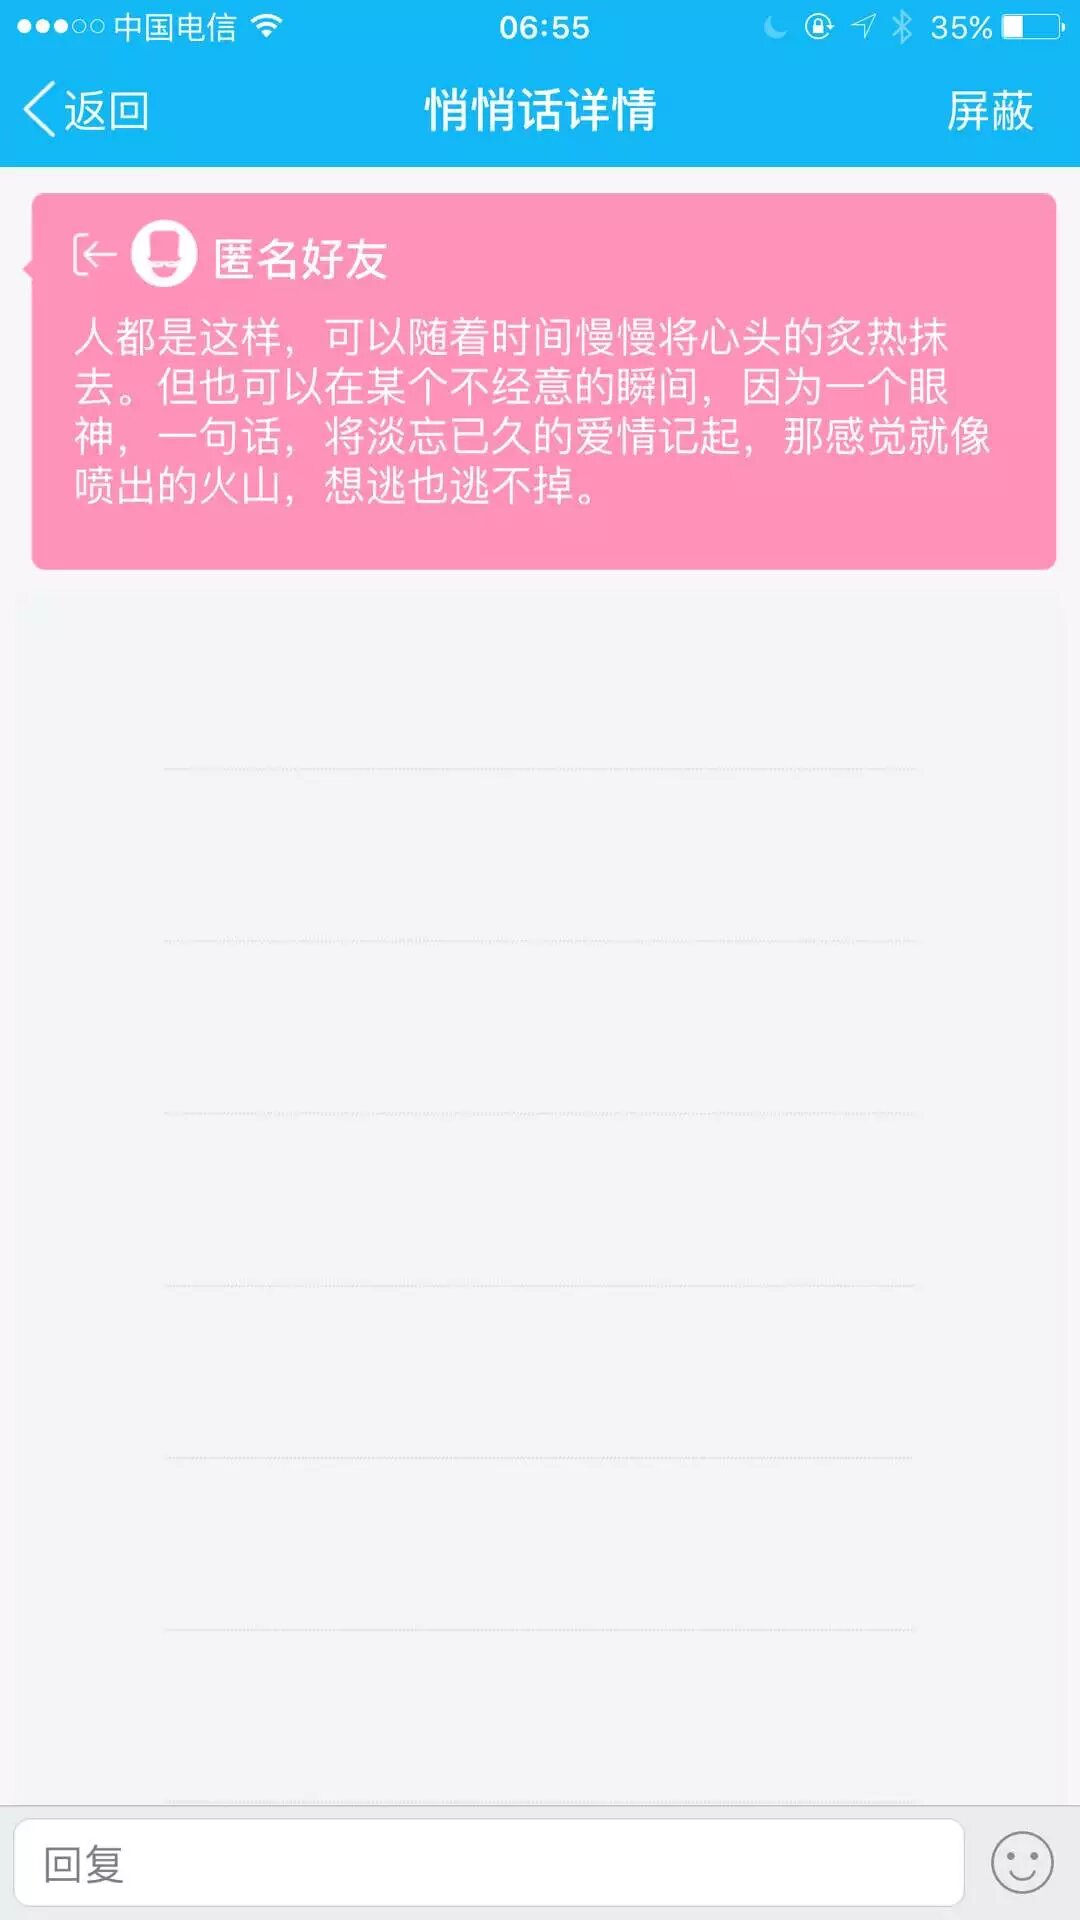 中国电信 06:55 35%
返回 悄悄话详情 屏蔽
匿名好友
人都是这样，可以随着时间慢慢将心头的炙热抹
去。但也可以在某个不经意的瞬间，因为一个眼
神，一句话，将淡忘已久的爱情记起，那感觉就像
喷出的火山，想逃也逃不掉。
回复